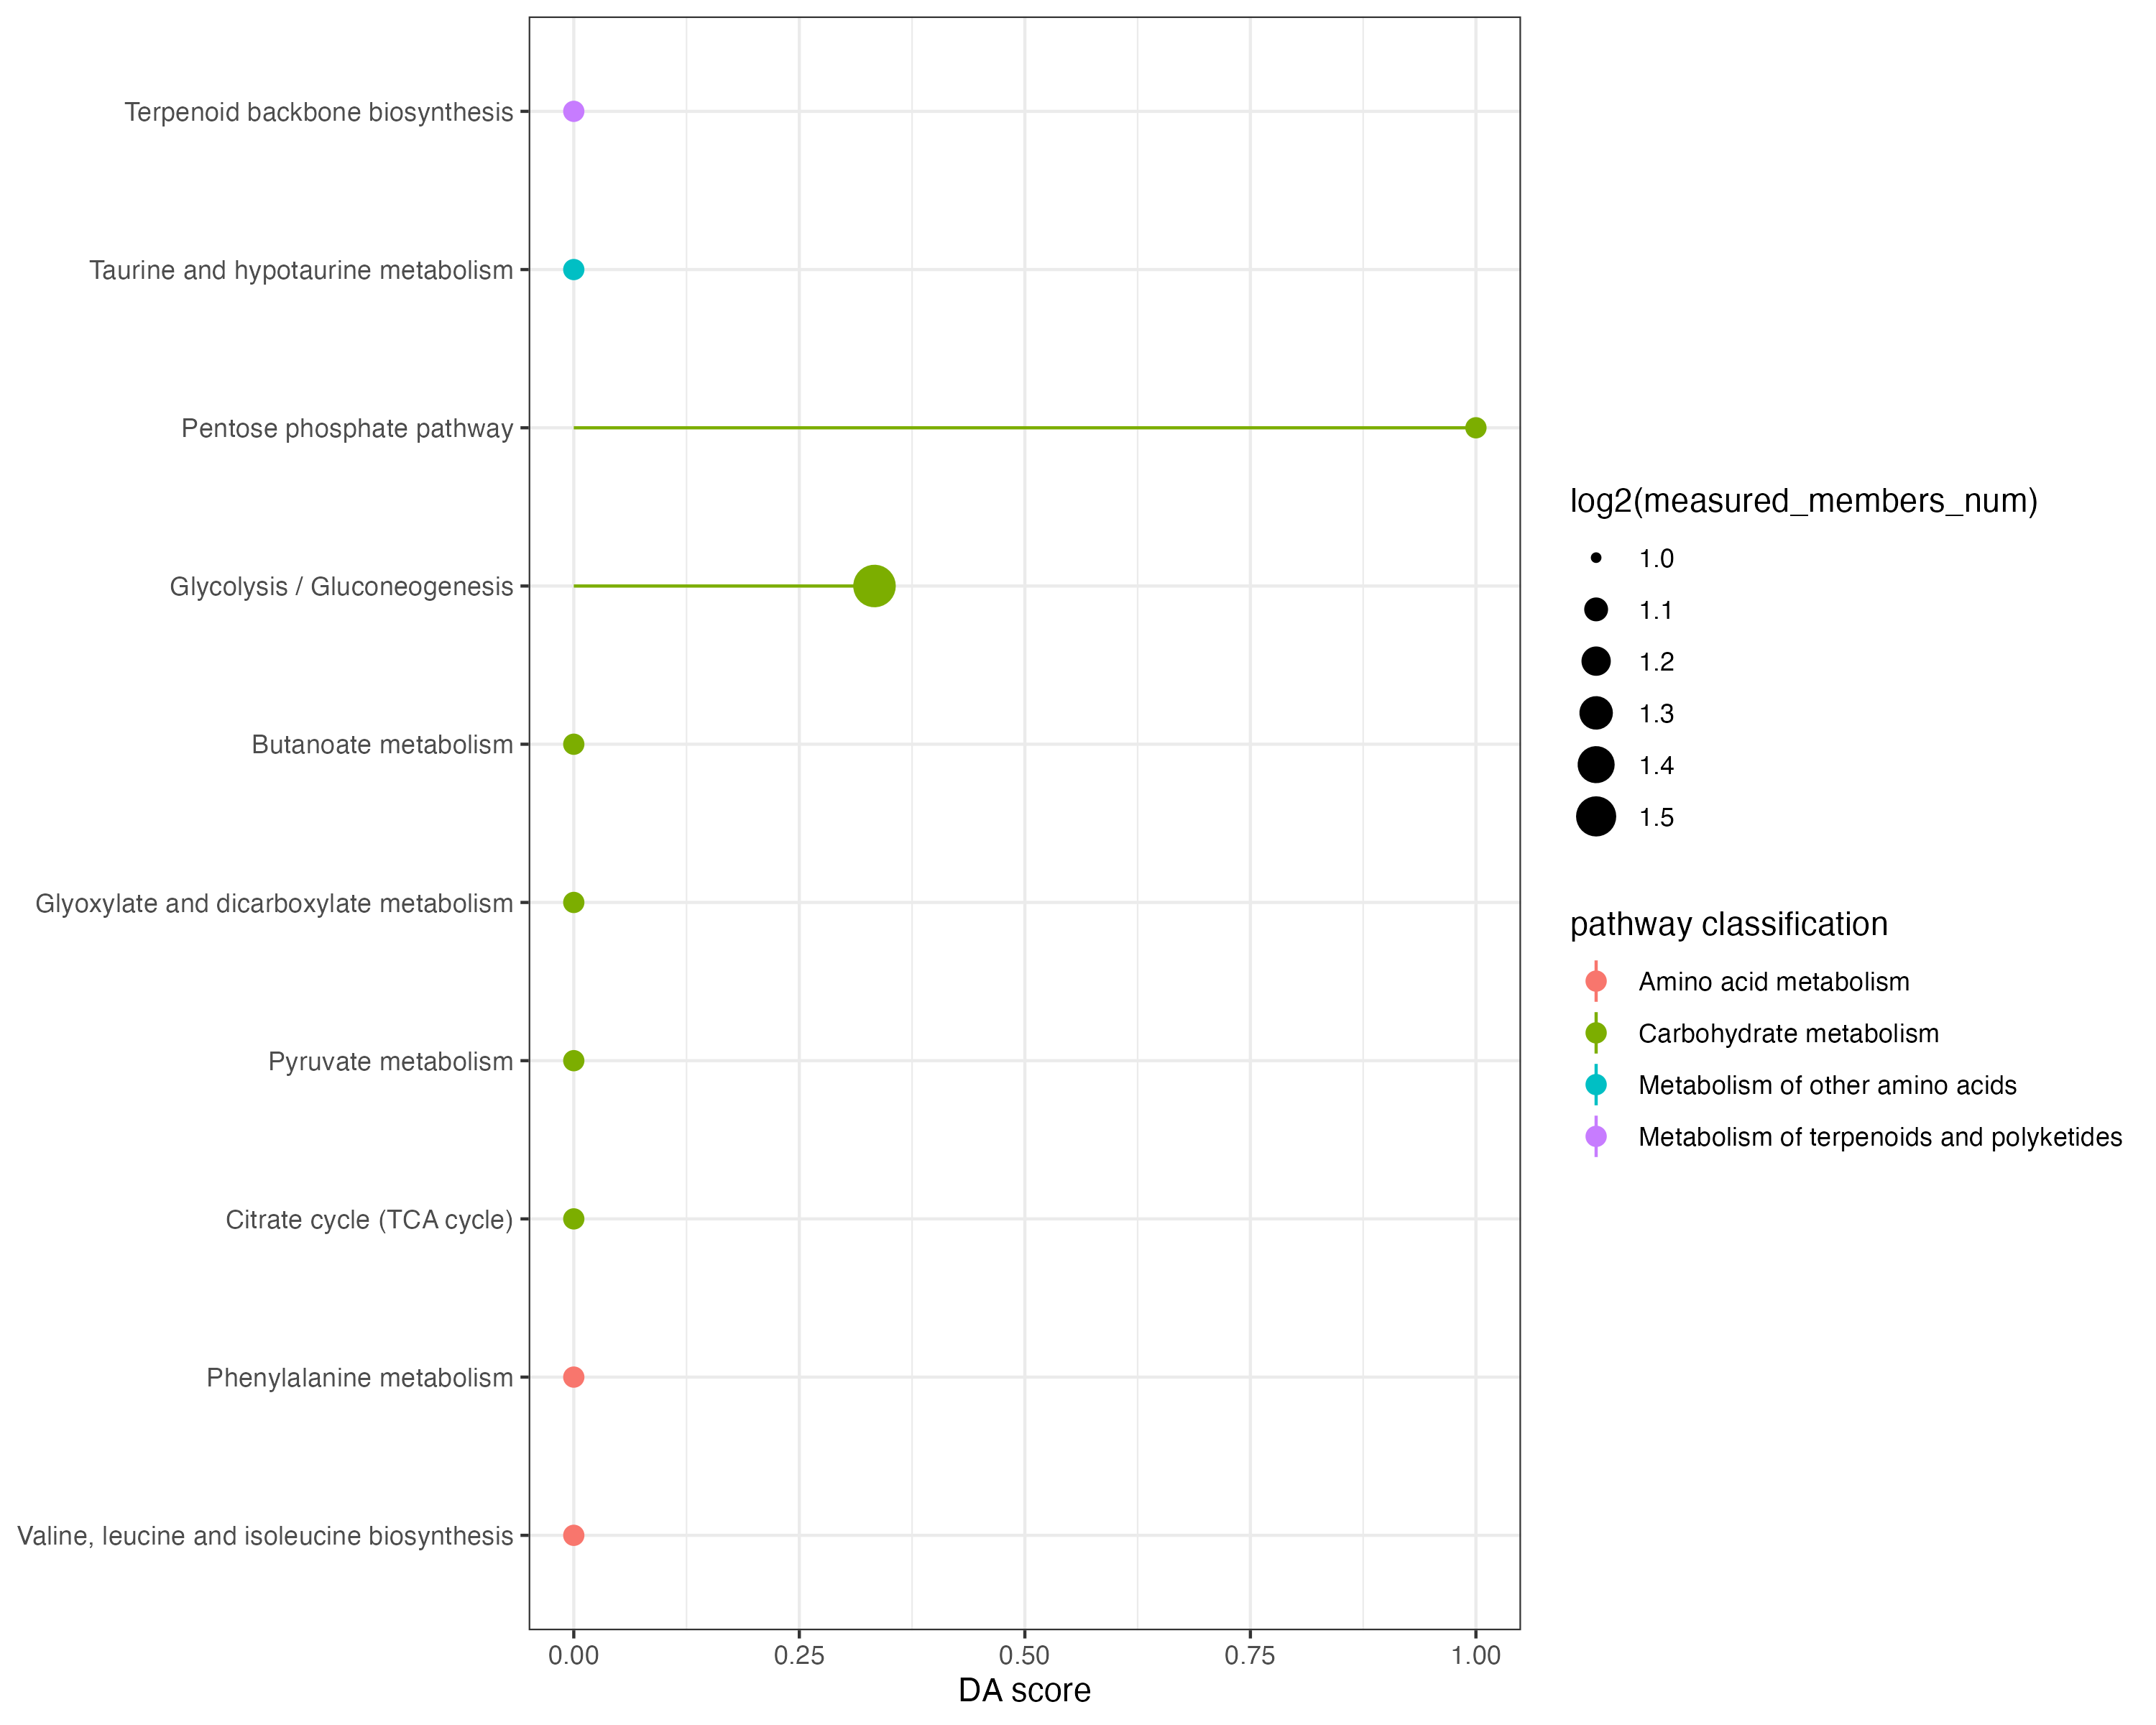 Terpenoid backbone biosynthesis
Taurine and hypotaurine metabolism
Pentose phosphate pathway
Glycolysis / Gluconeogenesis
Butanoate metabolism
Glyoxylate and dicarboxylate metabolism
Pyruvate metabolism
Citrate cycle (TCA cycle)
Phenylalanine metabolism
Valine, leucine and isoleucine biosynthesis
0.00 0.25 0.50 0.75 1.00
DA score
log2(measured_members_num)
1.0
1.1
1.2
1.3
1.4
1.5
pathway classification
Amino acid metabolism
Carbohydrate metabolism
Metabolism of other amino acids
Metabolism of terpenoids and polyketides